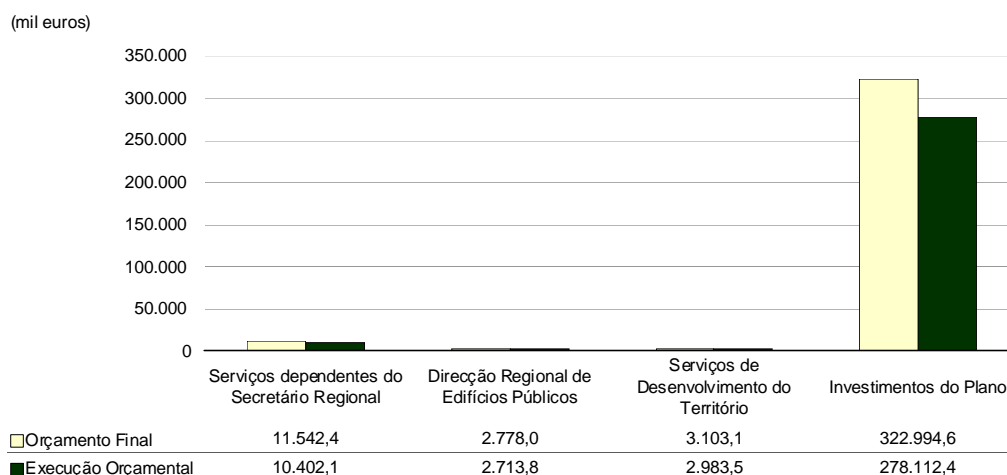 (mil euros)
350.000
300.000
250.000
200.000
150.000
100.000
50.000
0
Serviços dependentes do
Secretário Regional
Direcção Regional de
Edifícios Públicos
Serviços de
Desenvolvimento do
Território
Investimentos do Plano
Orçamento Final 11.542,4 2.778,0 3.103,1 322.994,6
Execução Orçamental 10.402,1 2.713,8 2.983,5 278.112,4